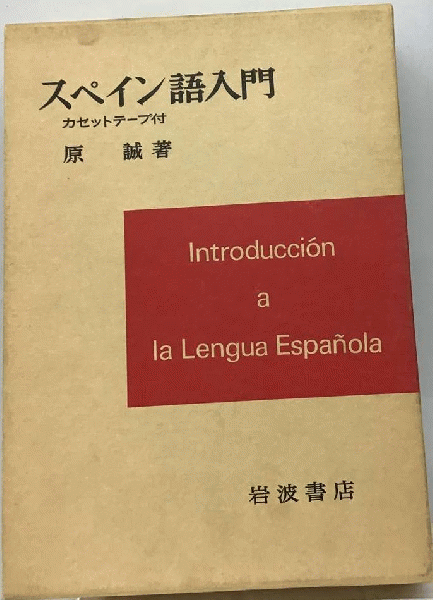 スペイン語入門
カセットテープ付
原 誠著
Introducción
a
la Lengua Española
岩波書店